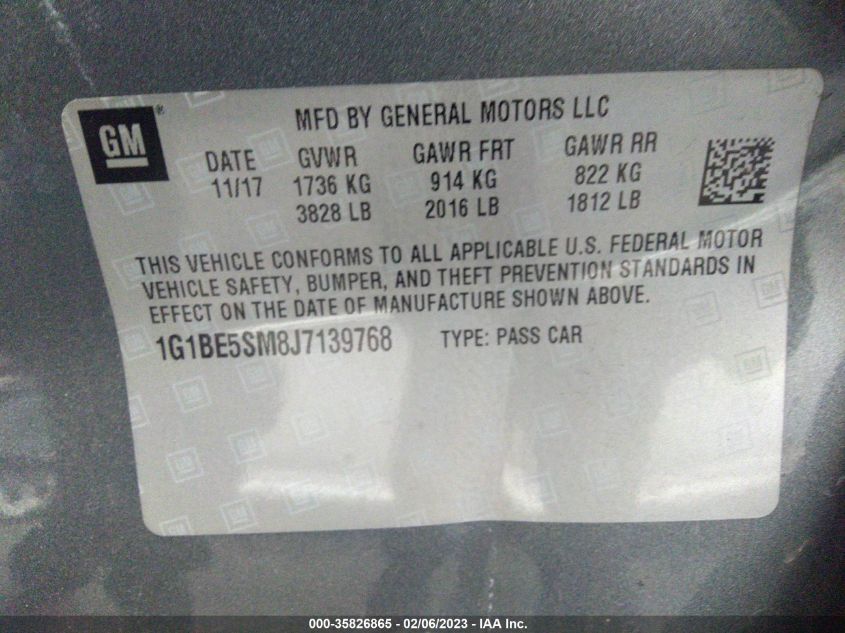 GM ®
MFD BY GENERAL MOTORS LLC
DATE GVWR GAWR FRT GAWR RR
11/17 1736 KG 914 KG 822 KG
3828 LB 2016 LB 1812 LB
THIS VEHICLE CONFORMS TO ALL APPLICABLE U.S. FEDERAL MOTOR
VEHICLE SAFETY, BUMPER, AND THEFT PREVENTION STANDARDS IN
EFFECT ON THE DATE OF MANUFACTURE SHOWN ABOVE.
1G1BE5SM8J7139768 TYPE: PASS CAR
000-35826865 - 02/06/2023 - IAA Inc.